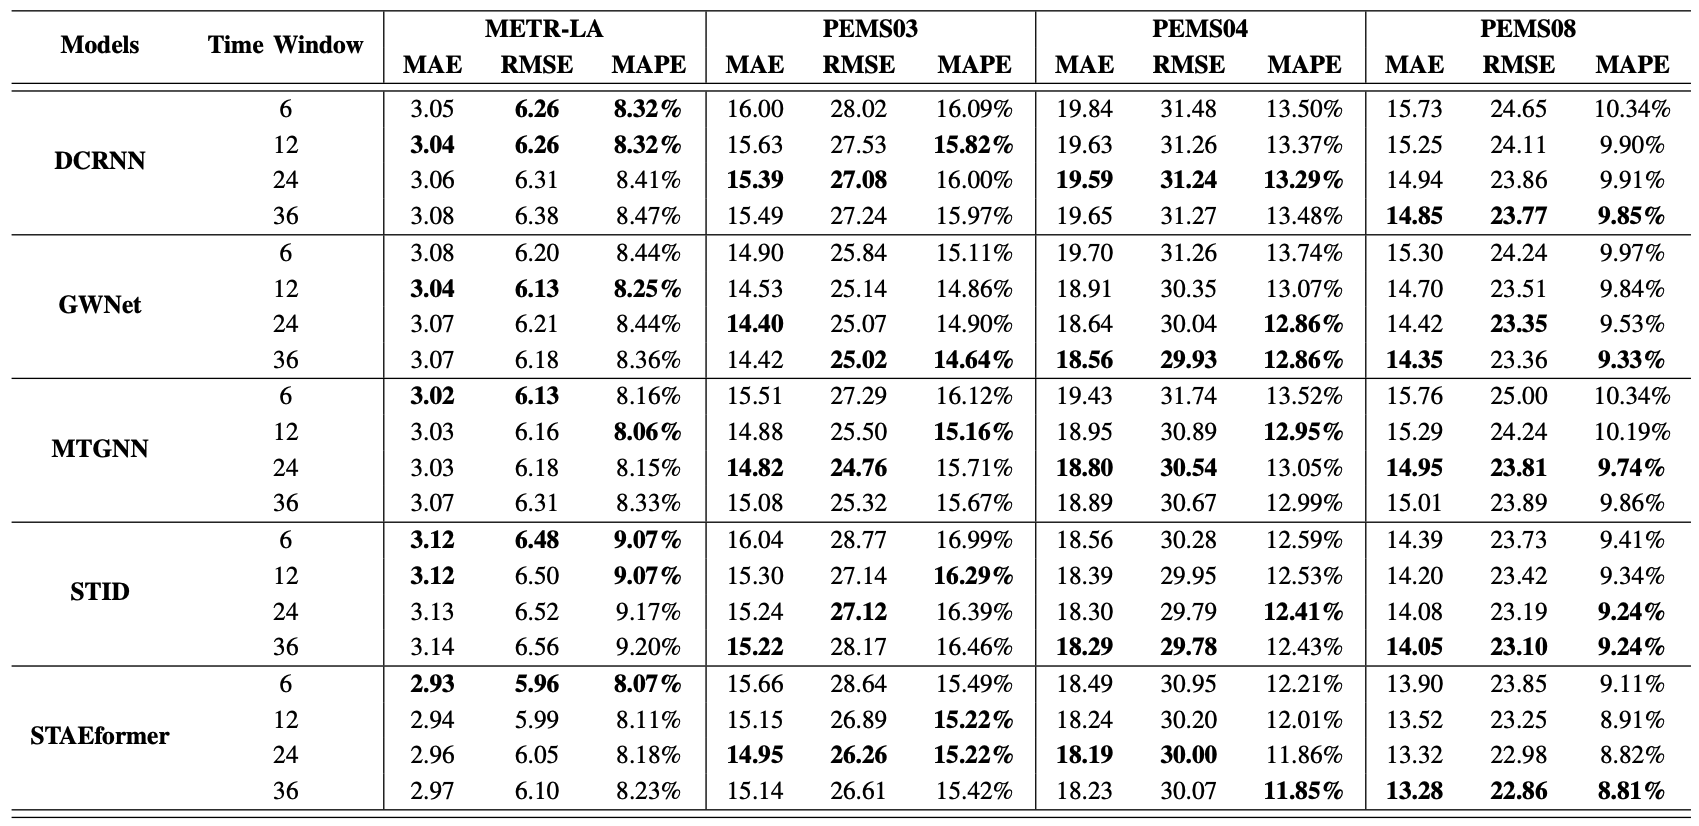 Models Time Window METR-LA PEMS03 PEMS04 PEMS08
MAE RMSE MAPE MAE RMSE MAPE MAE RMSE MAPE MAE RMSE MAPE
DCRNN
6 3.05 6.26 8.32% 16.00 28.02 16.09% 19.84 31.48 13.50% 15.73 24.65 10.34%
12 3.04 6.26 8.32% 15.63 27.53 15.82% 19.63 31.26 13.37% 15.25 24.11 9.90%
24 3.06 6.31 8.41% 15.39 27.08 16.00% 19.59 31.24 13.29% 14.94 23.86 9.91%
36 3.08 6.38 8.47% 15.49 27.24 15.97% 19.65 31.27 13.48% 14.85 23.77 9.85%
GWNet
6 3.08 6.20 8.44% 14.90 25.84 15.11% 19.70 31.26 13.74% 15.30 24.24 9.97%
12 3.04 6.13 8.25% 14.53 25.14 14.86% 18.91 30.35 13.07% 14.70 23.51 9.84%
24 3.07 6.21 8.44% 14.40 25.07 14.90% 18.64 30.04 12.86% 14.42 23.35 9.53%
36 3.07 6.18 8.36% 14.42 25.02 14.64% 18.56 29.93 12.86% 14.35 23.36 9.33%
MTGNN
6 3.02 6.13 8.16% 15.51 27.29 16.12% 19.43 31.74 13.52% 15.76 25.00 10.34%
12 3.03 6.16 8.06% 14.88 25.50 15.16% 18.95 30.89 12.95% 15.29 24.24 10.19%
24 3.03 6.18 8.15% 14.82 24.76 15.71% 18.80 30.54 13.05% 14.95 23.81 9.74%
36 3.07 6.31 8.33% 15.08 25.32 15.67% 18.89 30.67 12.99% 15.01 23.89 9.86%
STID
6 3.12 6.48 9.07% 16.04 28.77 16.99% 18.56 30.28 12.59% 14.39 23.73 9.41%
12 3.12 6.50 9.07% 15.30 27.14 16.29% 18.39 29.95 12.53% 14.20 23.42 9.34%
24 3.13 6.52 9.17% 15.24 27.12 16.39% 18.30 29.79 12.41% 14.08 23.19 9.24%
36 3.14 6.56 9.20% 15.22 28.17 16.46% 18.29 29.78 12.43% 14.05 23.10 9.24%
STAEformer
6 2.93 5.96 8.07% 15.66 28.64 15.49% 18.49 30.95 12.21% 13.90 23.85 9.11%
12 2.94 5.99 8.11% 15.15 26.89 15.22% 18.24 30.20 12.01% 13.52 23.25 8.91%
24 2.96 6.05 8.18% 14.95 26.26 15.22% 18.19 30.00 11.86% 13.32 22.98 8.82%
36 2.97 6.10 8.23% 15.14 26.61 15.42% 18.23 30.07 11.85% 13.28 22.86 8.81%